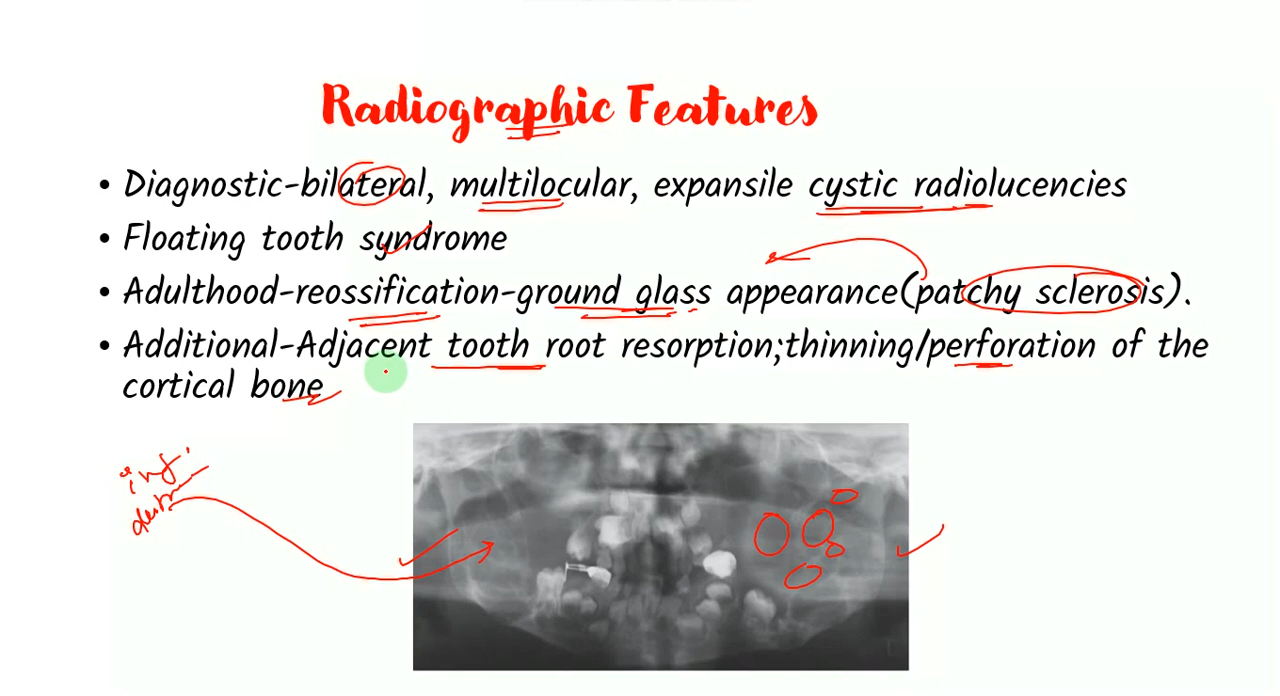 Radiographic Features
• Diagnostic-bilateral, multilocular, expansile cystic radiolucencies
• Floating tooth syndrome
• Adulthood-reossification-ground glass appearance(patchy sclerosis).
• Additional-Adjacent tooth root resorption;thinning/perforation of the
cortical bone